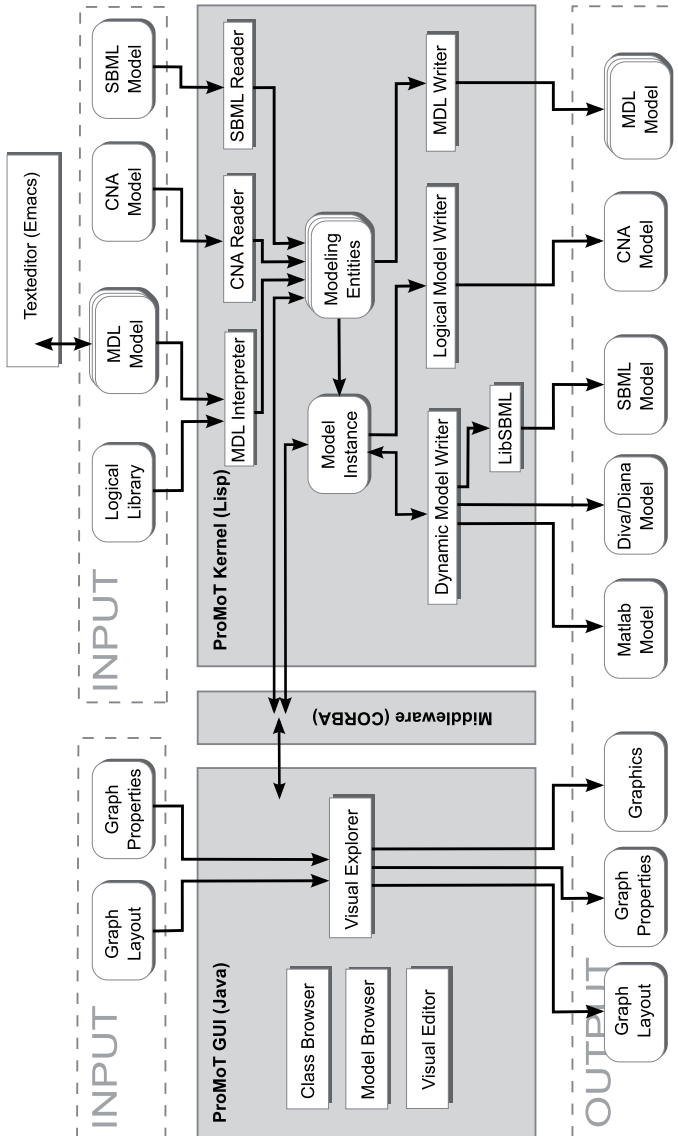 Texteditor (Emacs)
INPUT
Graph
Layout
Graph
Properties
INPUT
Logical
Library
MDL
Model
CNA
Model
SBML
Model
ProMoT GUI (Java)
Class Browser
Model Browser
Visual Editor
Visual Explorer
Middleware (CORBA)
ProMoT Kernel (Lisp)
MDL Interpreter
CNA Reader
SBML Reader
Model
Instance
Modeling
Entities
Dynamic Model Writer
Logical Model Writer
MDL Writer
LibSBML
OUTPUT
Graph
Layout
Graph
Properties
Graphics
Matlab
Model
Diva/Diana
Model
SBML
Model
CNA
Model
MDL
Model